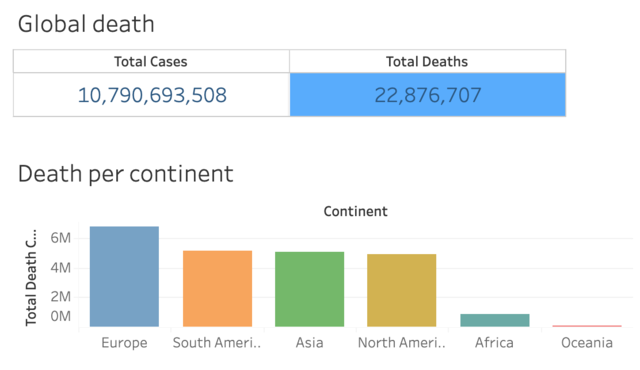 Global death
Total Cases Total Deaths
10,790,693,508 22,876,707
Death per continent
Continent
Total Death C...
6M
4M
2M
0M
Europe South Ameri.. Asia North Ameri.. Africa Oceania